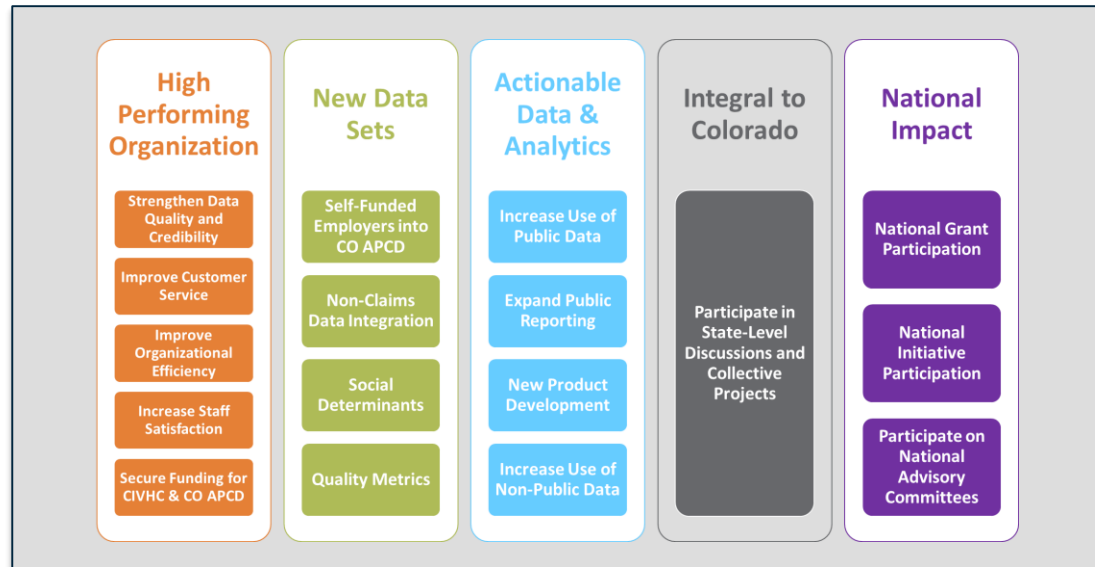 High
Performing
Organization
Strengthen Data
Quality and
Credibility
Improve Customer
Service
Improve
Organizational
Efficiency
Increase Staff
Satisfaction
Secure Funding for
CIVHC & CO APCD
New Data
Sets
Self-Funded
Employers into
CO APCD
Non-Claims
Data Integration
Social
Determinants
Quality Metrics
Actionable
Data &
Analytics
Increase Use of
Public Data
Expand Public
Reporting
New Product
Development
Increase Use of
Non-Public Data
Integral to
Colorado
Participate in
State-Level
Discussions and
Collective
Projects
National
Impact
National Grant
Participation
National
Initiative
Participation
Participate on
National
Advisory
Committees